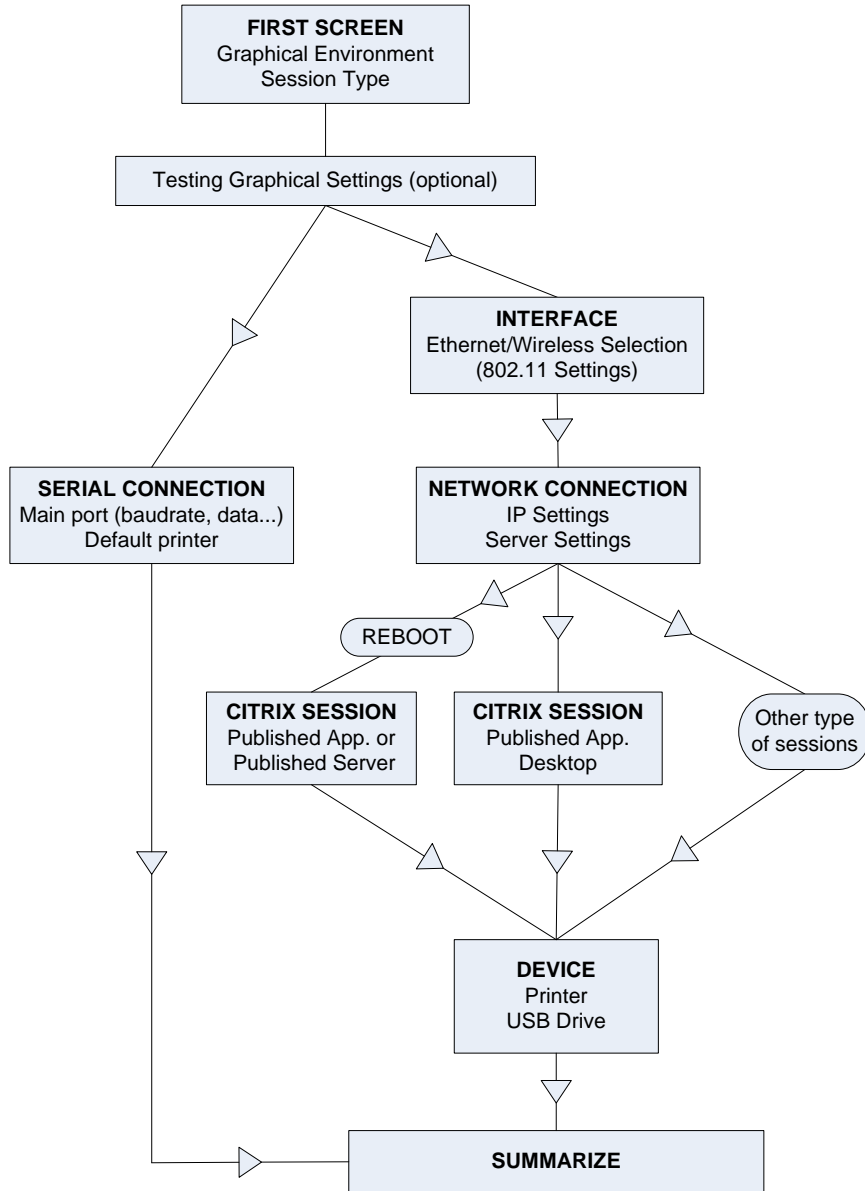 FIRST SCREEN
Graphical Environment
Session Type
Testing Graphical Settings (optional)
INTERFACE
Ethernet/Wireless Selection
(802.11 Settings)
SERIAL CONNECTION
Main port (baudrate, data...)
Default printer
NETWORK CONNECTION
IP Settings
Server Settings
REBOOT
CITRIX SESSION
Published App. or
Published Server
CITRIX SESSION
Published App.
Desktop
Other type
of sessions
DEVICE
Printer
USB Drive
SUMMARIZE